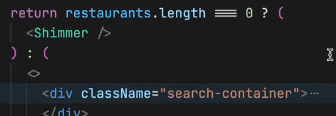 return restaurants.length === 0 ? (
<Shimmer />
) : (
<>
<div className="search-container">…
</div>